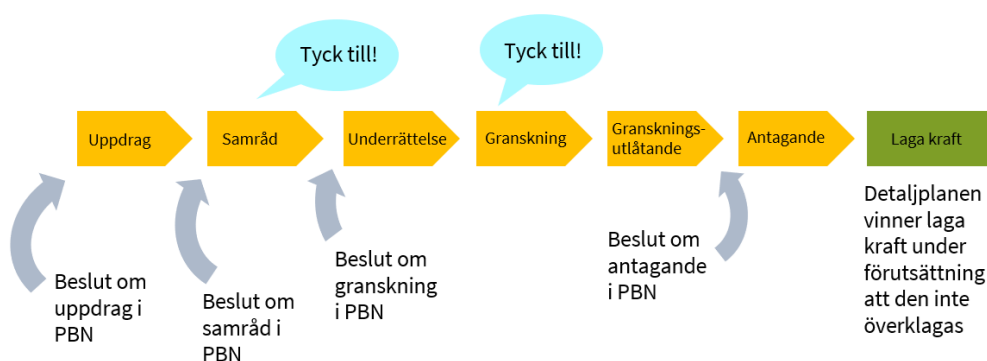 Tyck till!
Tyck till!
Uppdrag
Samråd
Underrättelse
Granskning
Gransknings-
utlåtande
Antagande
Laga kraft
Beslut om
uppdrag i
PBN
Beslut om
samråd i
PBN
Beslut om
granskning
i PBN
Beslut om
antagande
i PBN
Detaljplanen
vinner laga
kraft under
förutsättning
att den inte
överklagas